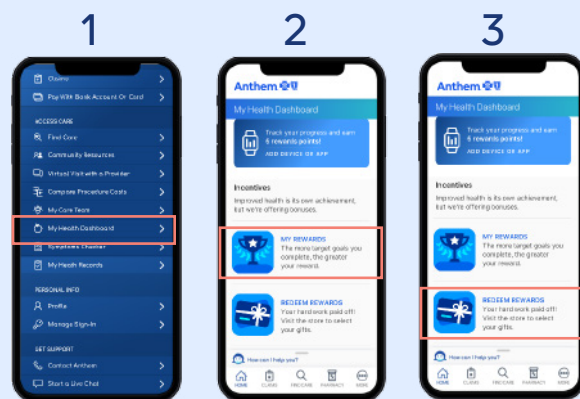 1
Claims
Pay With Bank Account Or Card
ACCESS CARE
Find Care
Community Resources
Virtual Visit with a Provider
Compare Procedure Costs
My Care Team
My Health Dashboard
Symptoms Checker
My Health Records
PERSONAL INFO
Profile
Manage Sign-In
GET SUPPORT
Contact Anthem
Start a Live Chat
2
Anthem
My Health Dashboard
Track your progress and earn
6 rewards points!
ADD DEVICE OR APP
Incentives
Improved health is its own achievement,
but we're offering bonuses.
MY REWARDS
The more target goals you
complete, the greater
your reward.
REDEEM REWARDS
Your hard work paid off!
Visit the store to select
your gifts.
How can I help you?
HOME
CLAIMS
FIND CARE
PHARMACY
MORE
3
Anthem
My Health Dashboard
Track your progress and earn
6 rewards points!
ADD DEVICE OR APP
Incentives
Improved health is its own achievement,
but we're offering bonuses.
MY REWARDS
The more target goals you
complete, the greater
your reward.
REDEEM REWARDS
Your hard work paid off!
Visit the store to select
your gifts.
How can I help you?
HOME
CLAIMS
FIND CARE
PHARMACY
MORE